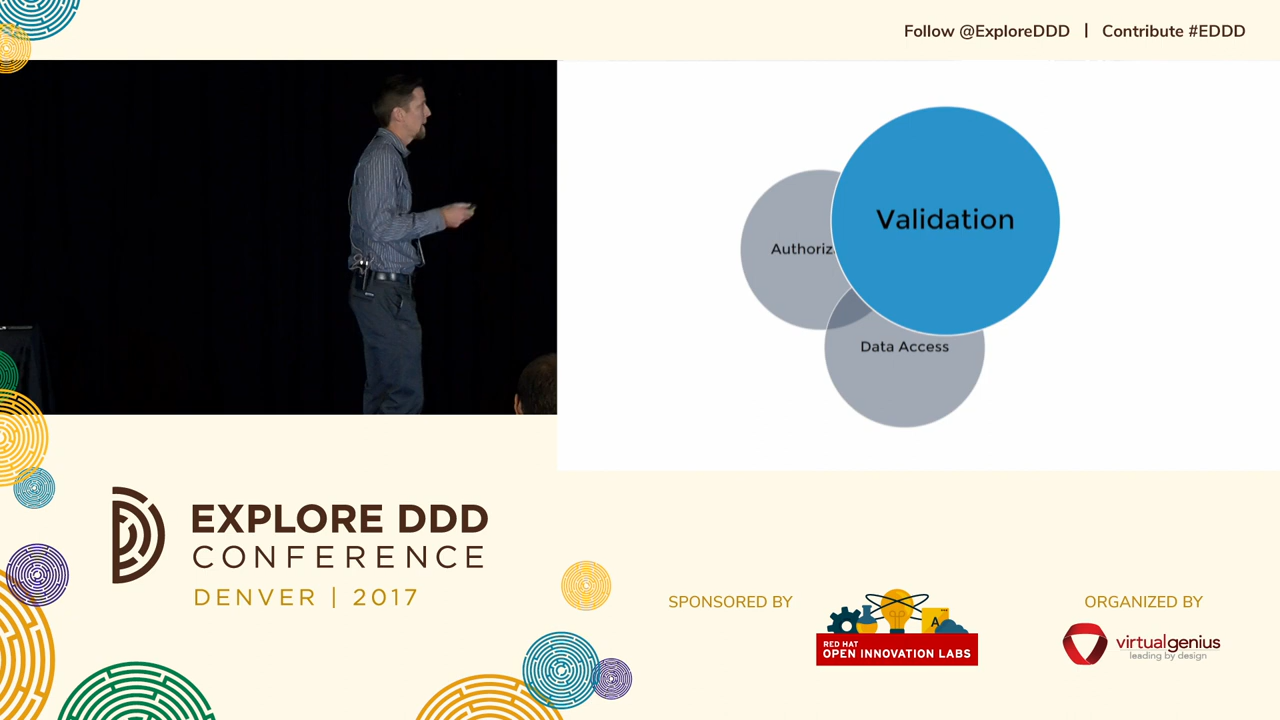 Follow @ExploreDDD | Contribute #EDDD
Validation
Authoriz
Data Access
EXPLORE DDD
CONFERENCE
DENVER | 2017
SPONSORED BY
A
RED HAT
OPEN INNOVATION LABS
ORGANIZED BY
virtualgenius
leading by design